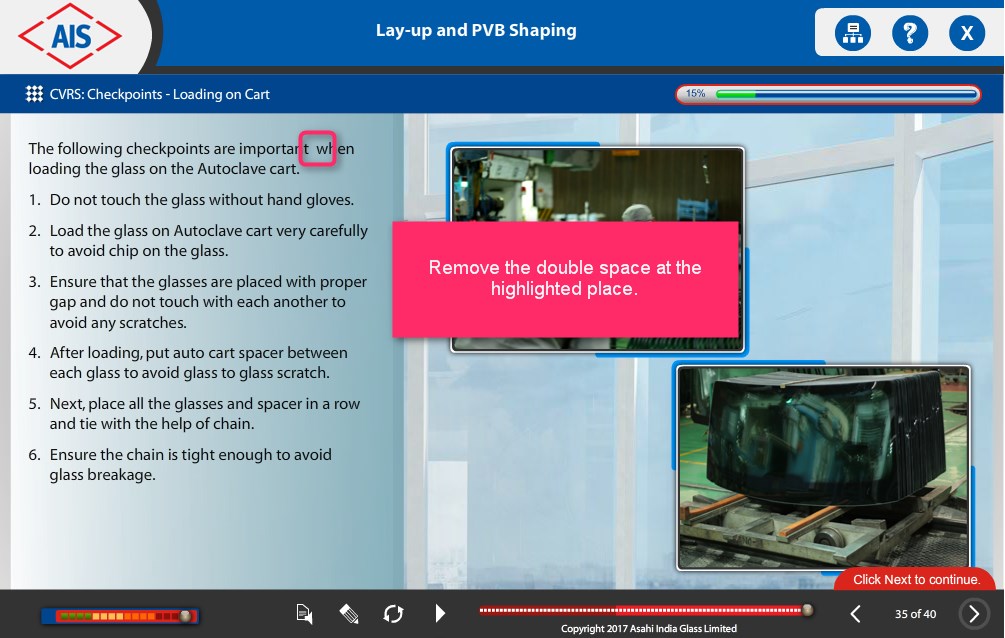 AIS
Lay-up and PVB Shaping
?
X
CVRS: Checkpoints - Loading on Cart
15%
The following checkpoints are important  when
loading the glass on the Autoclave cart.
1. Do not touch the glass without hand gloves.
2. Load the glass on Autoclave cart very carefully
to avoid chip on the glass.
3. Ensure that the glasses are placed with proper
gap and do not touch with each another to
avoid any scratches.
4. After loading, put auto cart spacer between
each glass to avoid glass to glass scratch.
5. Next, place all the glasses and spacer in a row
and tie with the help of chain.
6. Ensure the chain is tight enough to avoid
glass breakage.
Remove the double space at the
highlighted place.
Click Next to continue.
35 of 40
Copyright 2017 Asahi India Glass Limited